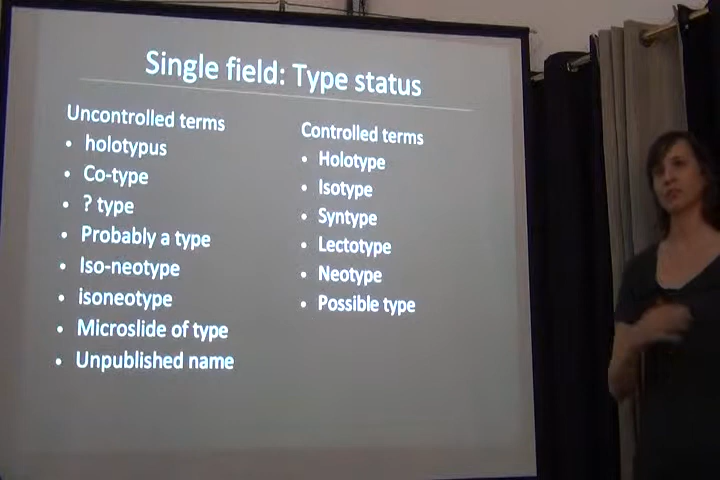 Single field: Type status
Uncontrolled terms
• holotypus
• Co-type
• ? type
• Probably a type
• Iso-neotype
• isoneotype
• Microslide of type
• Unpublished name
Controlled terms
• Holotype
• Isotype
• Syntype
• Lectotype
• Neotype
• Possible type